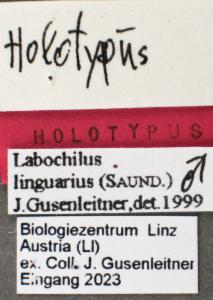 Holotypus
HOLOTYPUS
Labochilus
linguarius (SAUND.) ♂
J.Gusenleitner,det.1999
Biologiezentrum Linz
Austria (LI)
ex. Coll. J. Gusenleitner
Eingang 2023